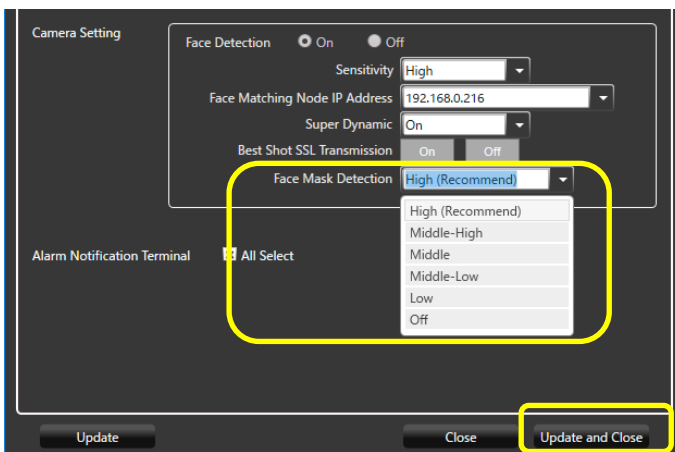 Camera Setting
Face Detection On Off
Sensitivity High
Face Matching Node IP Address 192.168.0.216
Super Dynamic On
Best Shot SSL Transmission On Off
Face Mask Detection High (Recommend)
High (Recommend)
Middle-High
Middle
Middle-Low
Low
Off
Alarm Notification Terminal All Select
Update Close Update and Close